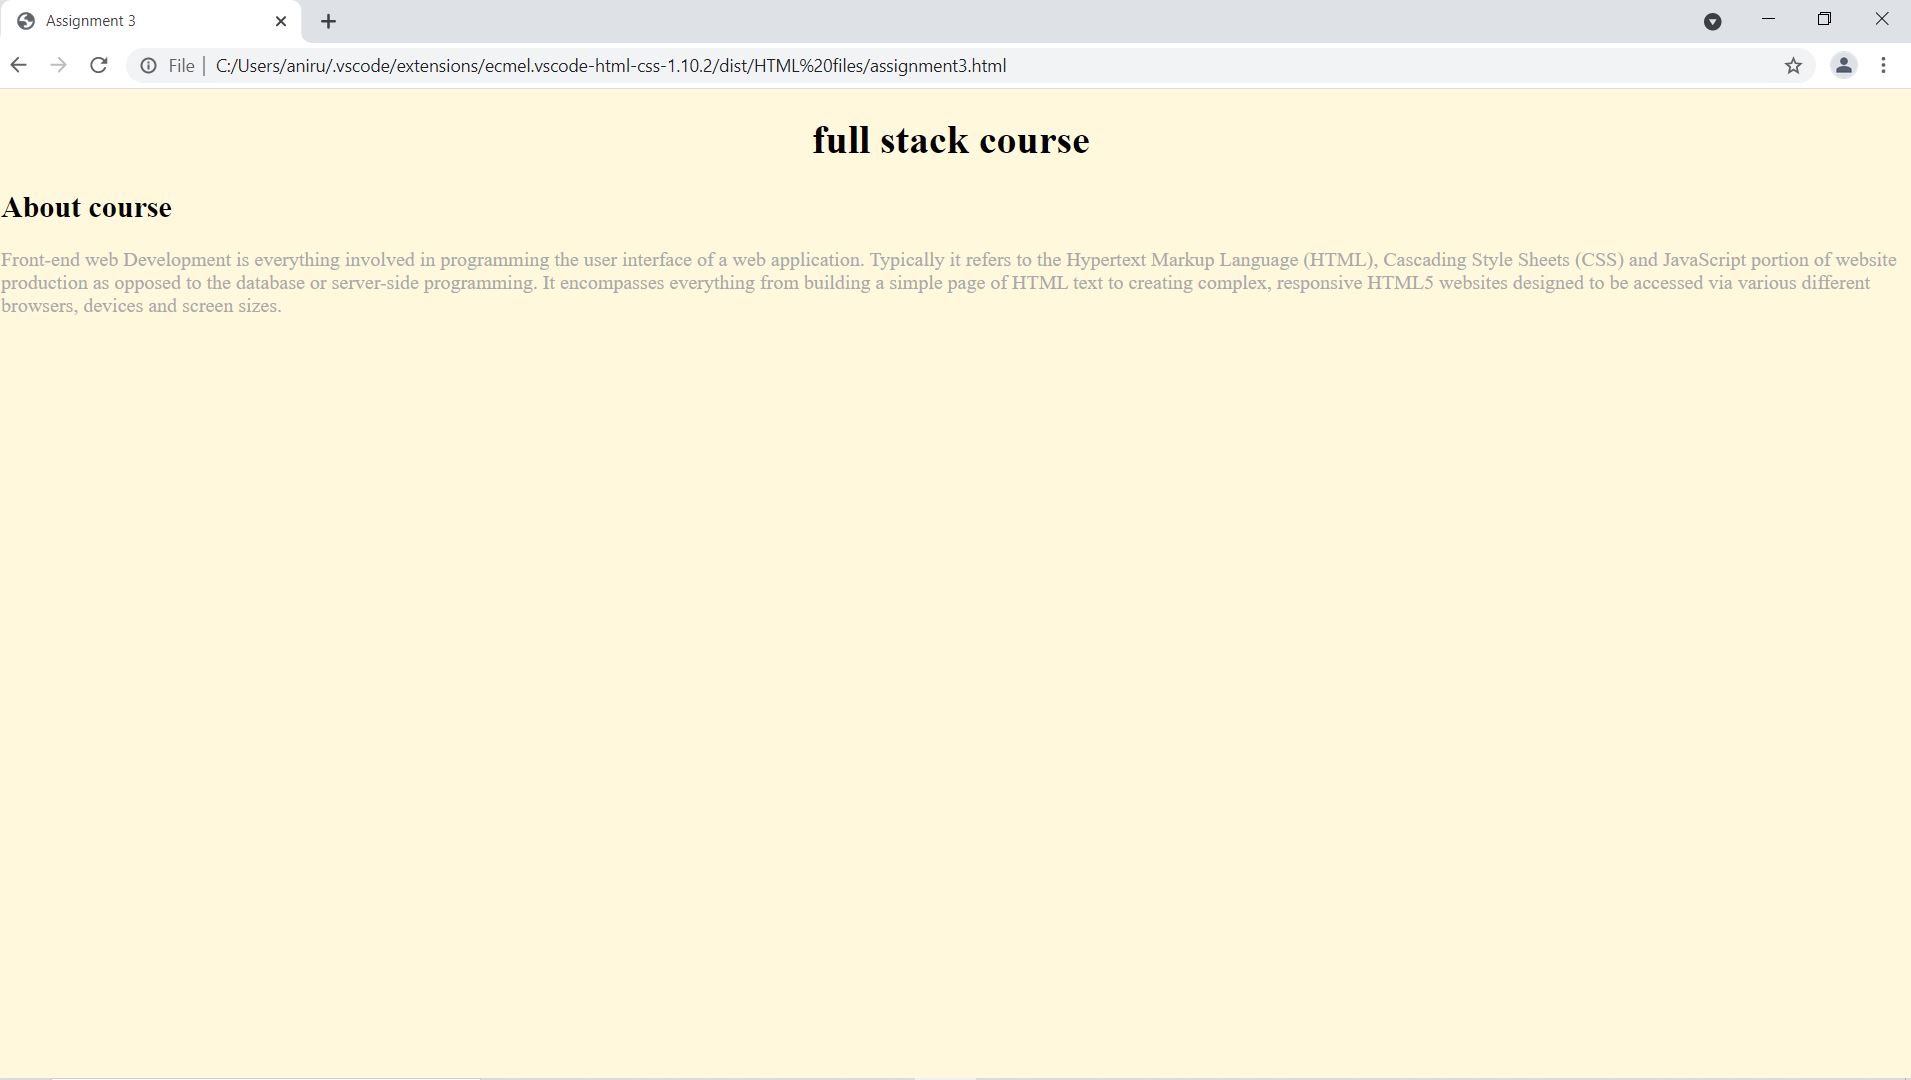 Assignment 3
File
C:/Users/aniru/.vscode/extensions/ecmel.vscode-html-css-1.10.2/dist/HTML%20files/assignment3.html
full stack course
About course
Front-end web Development is everything involved in programming the user interface of a web application. Typically it refers to the Hypertext Markup Language (HTML), Cascading Style Sheets (CSS) and JavaScript portion of website
production as opposed to the database or server-side programming. It encompasses everything from building a simple page of HTML text to creating complex, responsive HTML5 websites designed to be accessed via various different
browsers, devices and screen sizes.